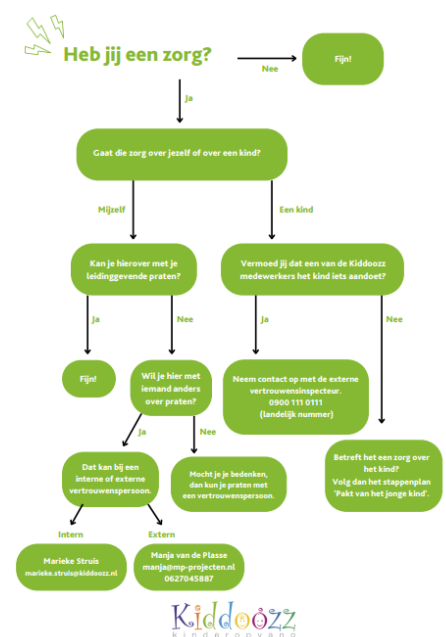 Heb jij een zorg?
Nee
Fijn!
Ja
Gaat die zorg over jezelf of over een kind?
Mijzelf
Een kind
Kan je hierover met je
leidinggevende praten?
Vermoed jij dat een van de Kiddoozz
medewerkers het kind iets aandoet?
Ja
Nee
Ja
Nee
Fijn!
Wil je hier met
iemand anders
over praten?
Neem contact op met de externe
vertrouwensinspecteur.
0900 111 0111
(landelijk nummer)
Ja
Nee
Dat kan bij een
interne of externe
vertrouwenspersoon.
Mocht je je bedenken,
dan kun je praten met
een vertrouwenspersoon.
Betreft het een zorg over
het kind?
Volg dan het stappenplan
'Pakt van het jonge kind'.
Intern
Extern
Marieke Struis
marieke.struis@kiddoozz.nl
Manja van de Plasse
manja@mp-projecten.nl
0627045887
Kiddoozz
kinderopvang